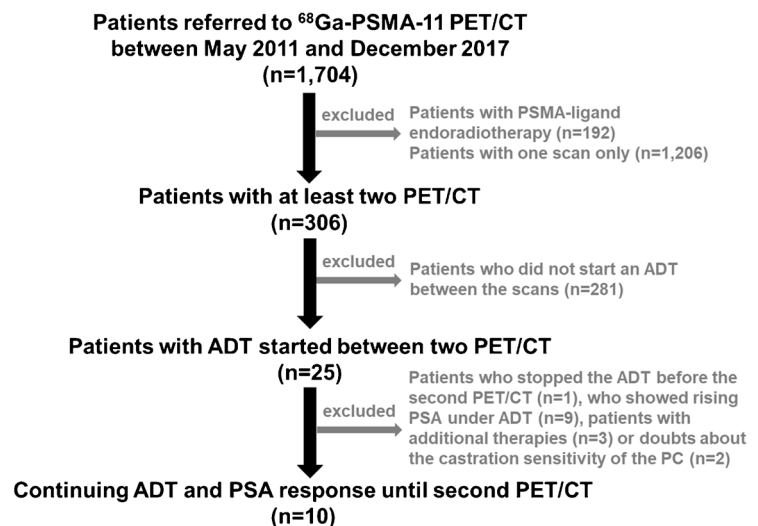 Patients referred to ⁶⁸Ga-PSMA-11 PET/CT
between May 2011 and December 2017
(n=1,704)
excluded
Patients with PSMA-ligand
endoradiotherapy (n=192)
Patients with one scan only (n=1,206)
Patients with at least two PET/CT
(n=306)
excluded
Patients who did not start an ADT
between the scans (n=281)
Patients with ADT started between two PET/CT
(n=25)
excluded
Patients who stopped the ADT before the
second PET/CT (n=1), who showed rising
PSA under ADT (n=9), patients with
additional therapies (n=3) or doubts about
the castration sensitivity of the PC (n=2)
Continuing ADT and PSA response until second PET/CT
(n=10)